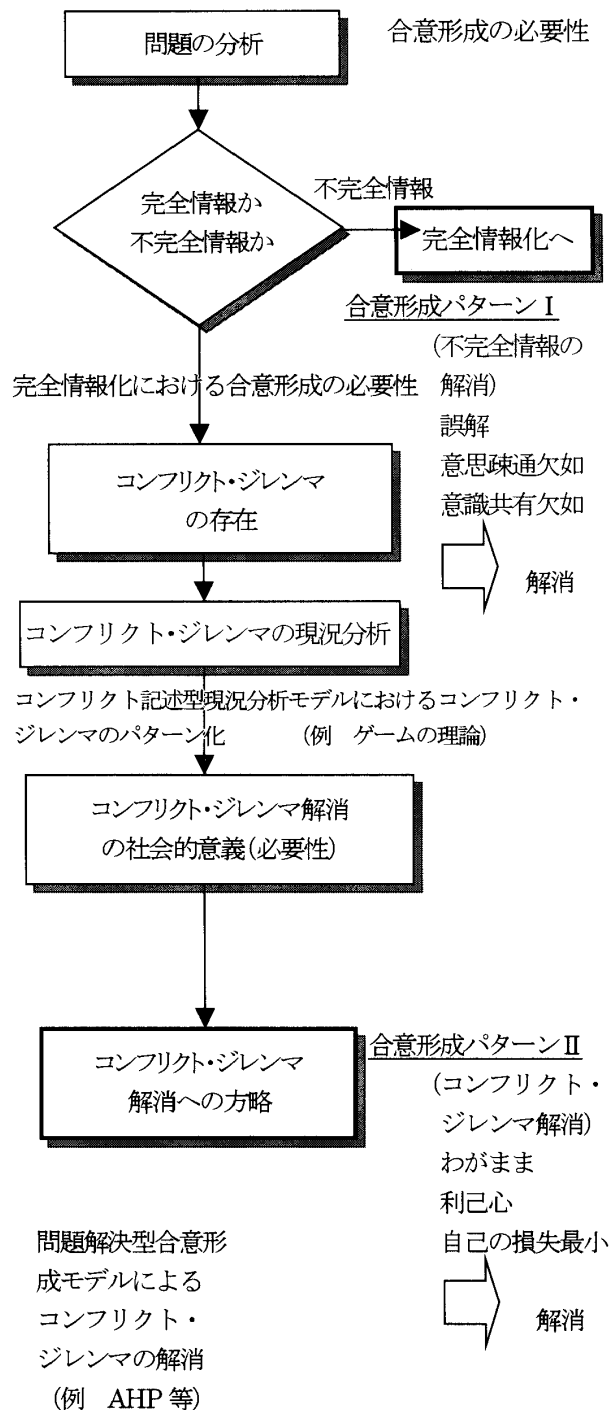 問題の分析
合意形成の必要性
完全情報か
不完全情報か
不完全情報
完全情報化へ
合意形成パターンⅠ
(不完全情報の
解消)
誤解
意思疎通欠如
意識共有欠如
解消
完全情報化における合意形成の必要性
コンフリクト・ジレンマ
の存在
コンフリクト・ジレンマの現況分析
コンフリクト記述型現況分析モデルにおけるコンフリクト・
ジレンマのパターン化 (例 ゲームの理論)
コンフリクト・ジレンマ解消
の社会的意義(必要性)
コンフリクト・ジレンマ
解消への方略
合意形成パターンⅡ
(コンフリクト・
ジレンマ解消)
わがまま
利己心
自己の損失最小
解消
問題解決型合意形
成モデルによる
コンフリクト・
ジレンマの解消
(例 AHP 等)